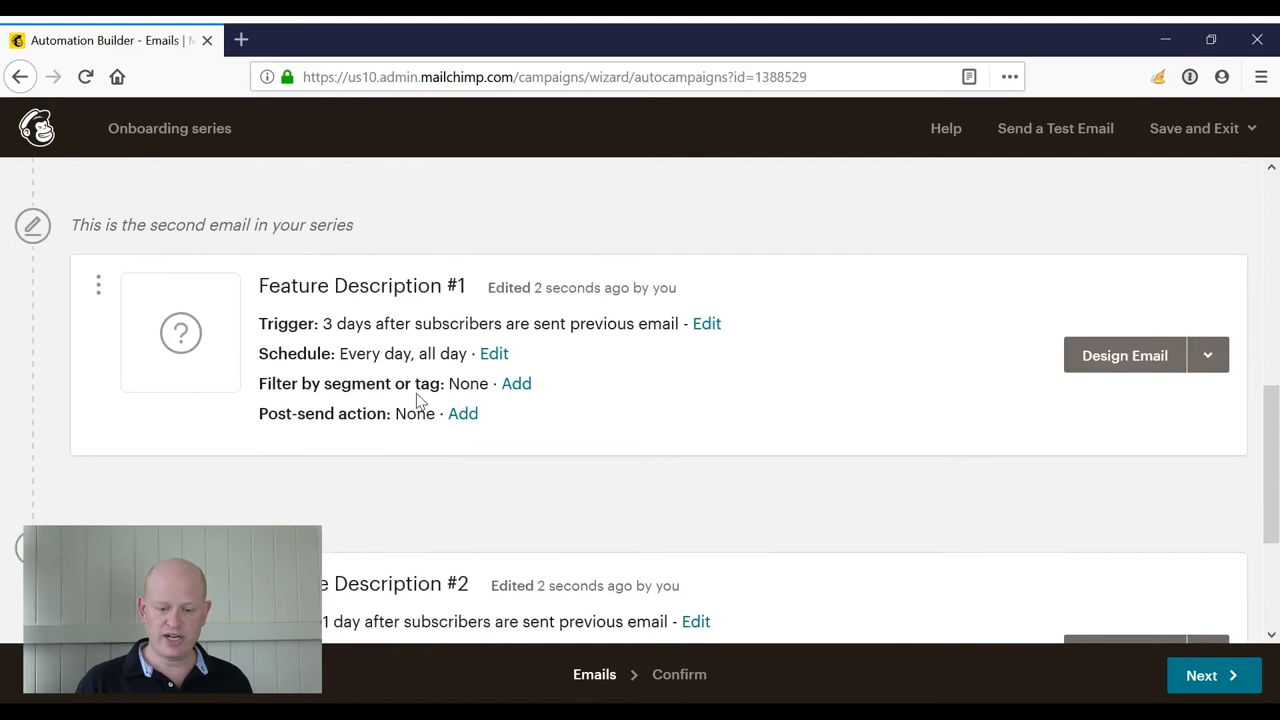 Automation Builder - Emails | M
https://us10.admin.mailchimp.com/campaigns/wizard/autocampaigns?id=1388529
Onboarding series
Help
Send a Test Email
Save and Exit
This is the second email in your series
Feature Description #1 Edited 2 seconds ago by you
Trigger: 3 days after subscribers are sent previous email - Edit
Schedule: Every day, all day · Edit
Filter by segment or tag: None · Add
Post-send action: None · Add
Design Email
e Description #2 Edited 2 seconds ago by you
1 day after subscribers are sent previous email - Edit
Emails > Confirm
Next >